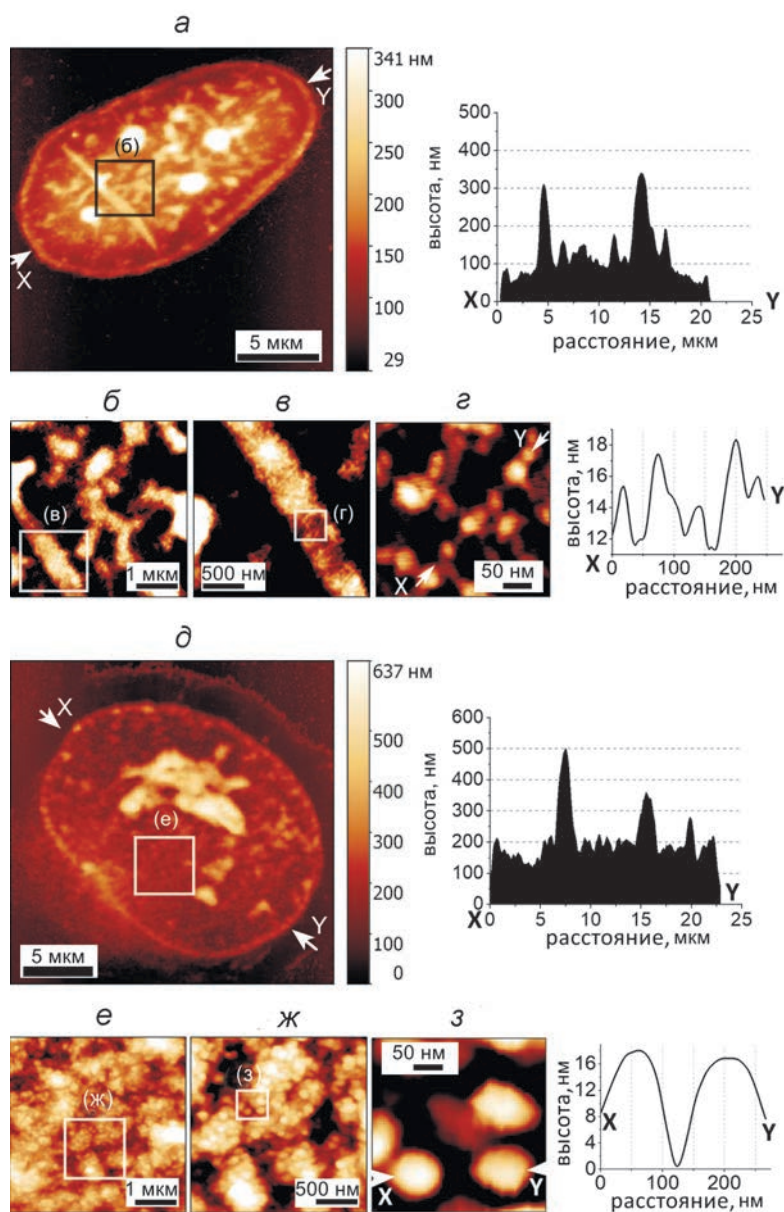 а
341 нм
300
250
200
150
100
29
(б)
X
Y
5 мкм
высота, нм
500
400
300
200
100
0
X 0 5 10 15 20 25 Y
расстояние, мкм
б
в
г
(в)
1 мкм
(г)
500 нм
Y
X
50 нм
высота, нм
18
16
14
12
X
Y
0 100 200
расстояние, нм
д
637 нм
500
400
300
200
100
0
X
(е)
Y
5 мкм
высота, нм
600
500
400
300
200
100
0
X 0 5 10 15 20 25 Y
расстояние, мкм
е
ж
з
(ж)
1 мкм
(з)
500 нм
50 нм
X
Y
высота, нм
16
12
8
4
0
X
Y
0 100 200
расстояние, нм